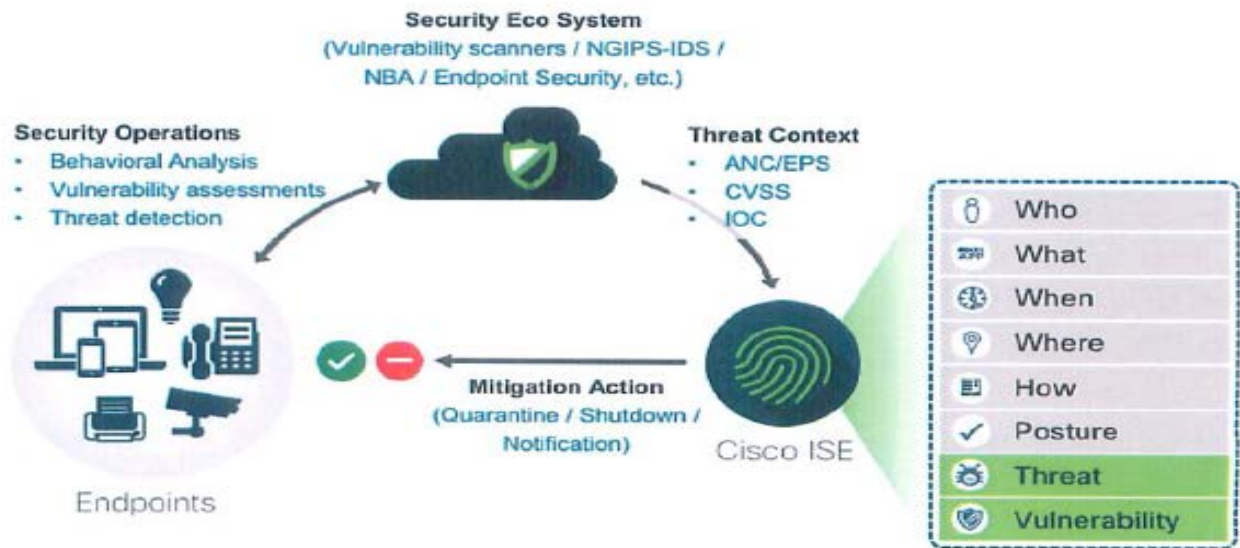 Security Eco System
(Vulnerability scanners / NGIPS-IDS /
NBA / Endpoint Security, etc.)
Security Operations
• Behavioral Analysis
• Vulnerability assessments
• Threat detection
Threat Context
• ANC/EPS
• CVSS
• IOC
Mitigation Action
(Quarantine / Shutdown /
Notification)
Endpoints
Cisco ISE
Who
What
When
Where
How
Posture
Threat
Vulnerability